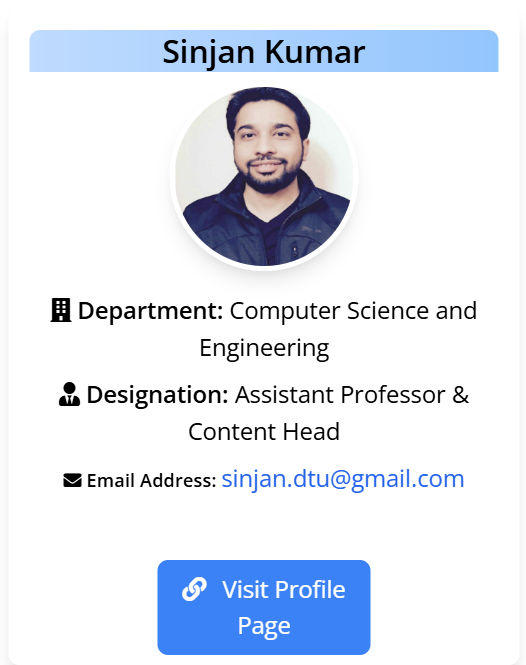 Sinjan Kumar
Department: Computer Science and
Engineering
Designation: Assistant Professor &
Content Head
Email Address: sinjan.dtu@gmail.com
Visit Profile
Page